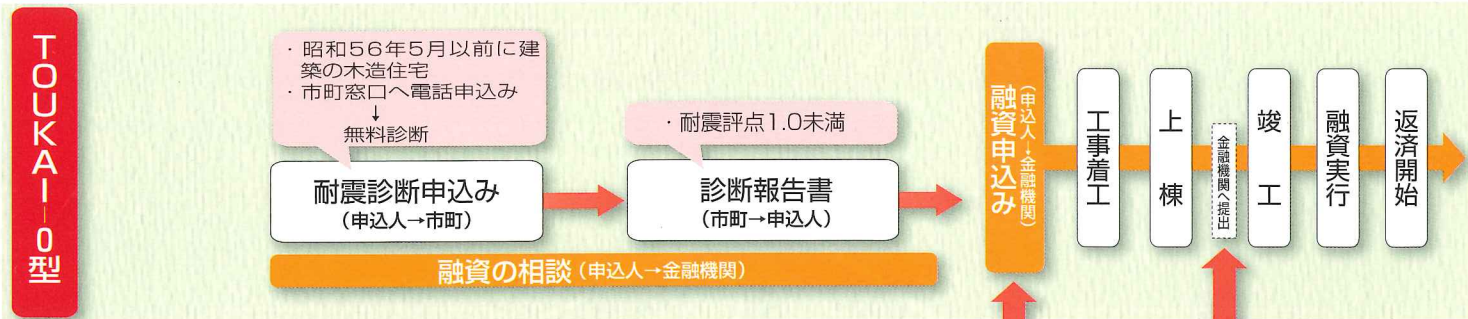 TOUKAI-0型
・昭和56年5月以前に建
築の木造住宅
・市町窓口へ電話申込み
↓
無料診断
耐震診断申込み
（申込人→市町）
・耐震評点1.0未満
診断報告書
（市町→申込人）
融資の相談（申込人→金融機関）
融資申込み
（申込人→金融機関）
工事着工
上棟
金融機関へ提出
竣工
融資実行
返済開始